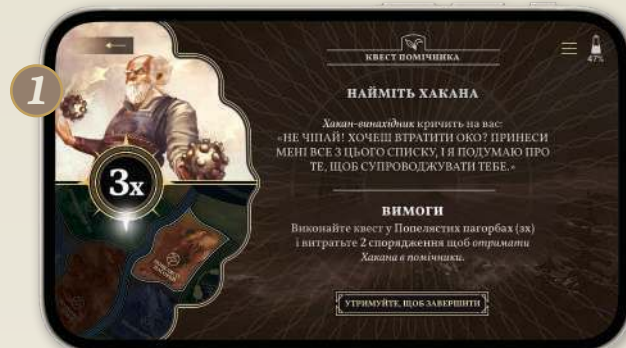 1
КВЕСТ ПОМІЧНИКА
47%
НАЙМІТЬ ХАКАНА
Хакан-винахідник кричить на вас:
«НЕ ЧІПАЙ! ХОЧЕШ ВТРАТИТИ ОКО? ПРИНЕСИ
МЕНІ ВСЕ З ЦЬОГО СПИСКУ, І Я ПОДУМАЮ ПРО
ТЕ, ЩОБ СУПРОВОДЖУВАТИ ТЕБЕ.»
3x
ВИМОГИ
Виконайте квест у Попелястих пагорбах (3х)
і витратьте 2 спорядження щоб отримати
Хакана в помічники.
УТРИМУЙТЕ, ЩОБ ЗАВЕРШИТИ